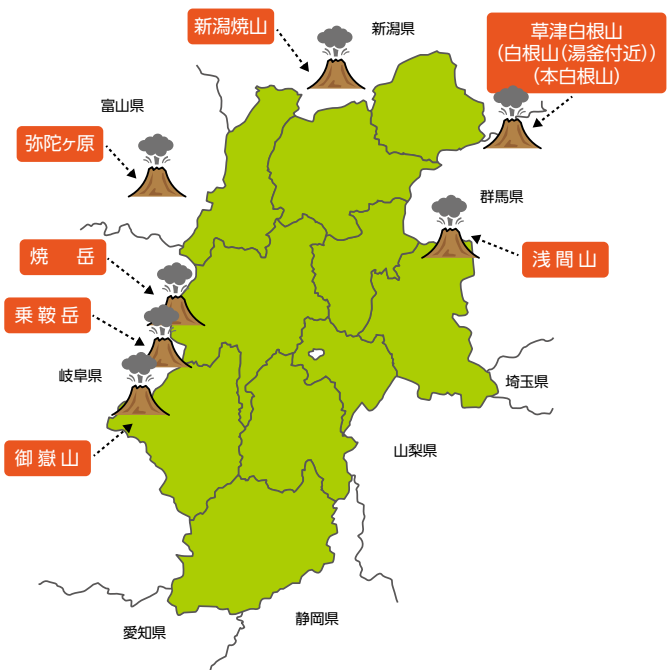 新潟焼山
新潟県
草津白根山
(白根山(湯釜付近))
(本白根山)
富山県
弥陀ヶ原
群馬県
焼　岳
浅間山
乗鞍岳
岐阜県
埼玉県
御嶽山
山梨県
愛知県
静岡県